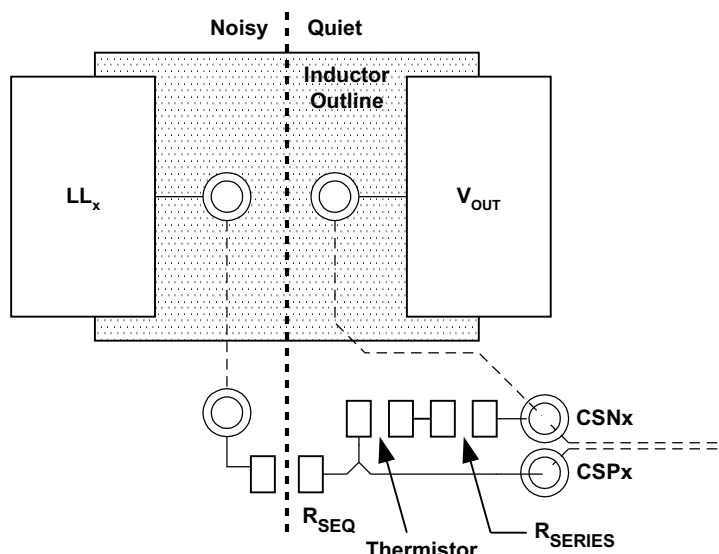 Noisy Quiet
Inductor
Outline
LLx
VOUT
CSNx
CSPx
RSEQ
Thermistor
RSERIES